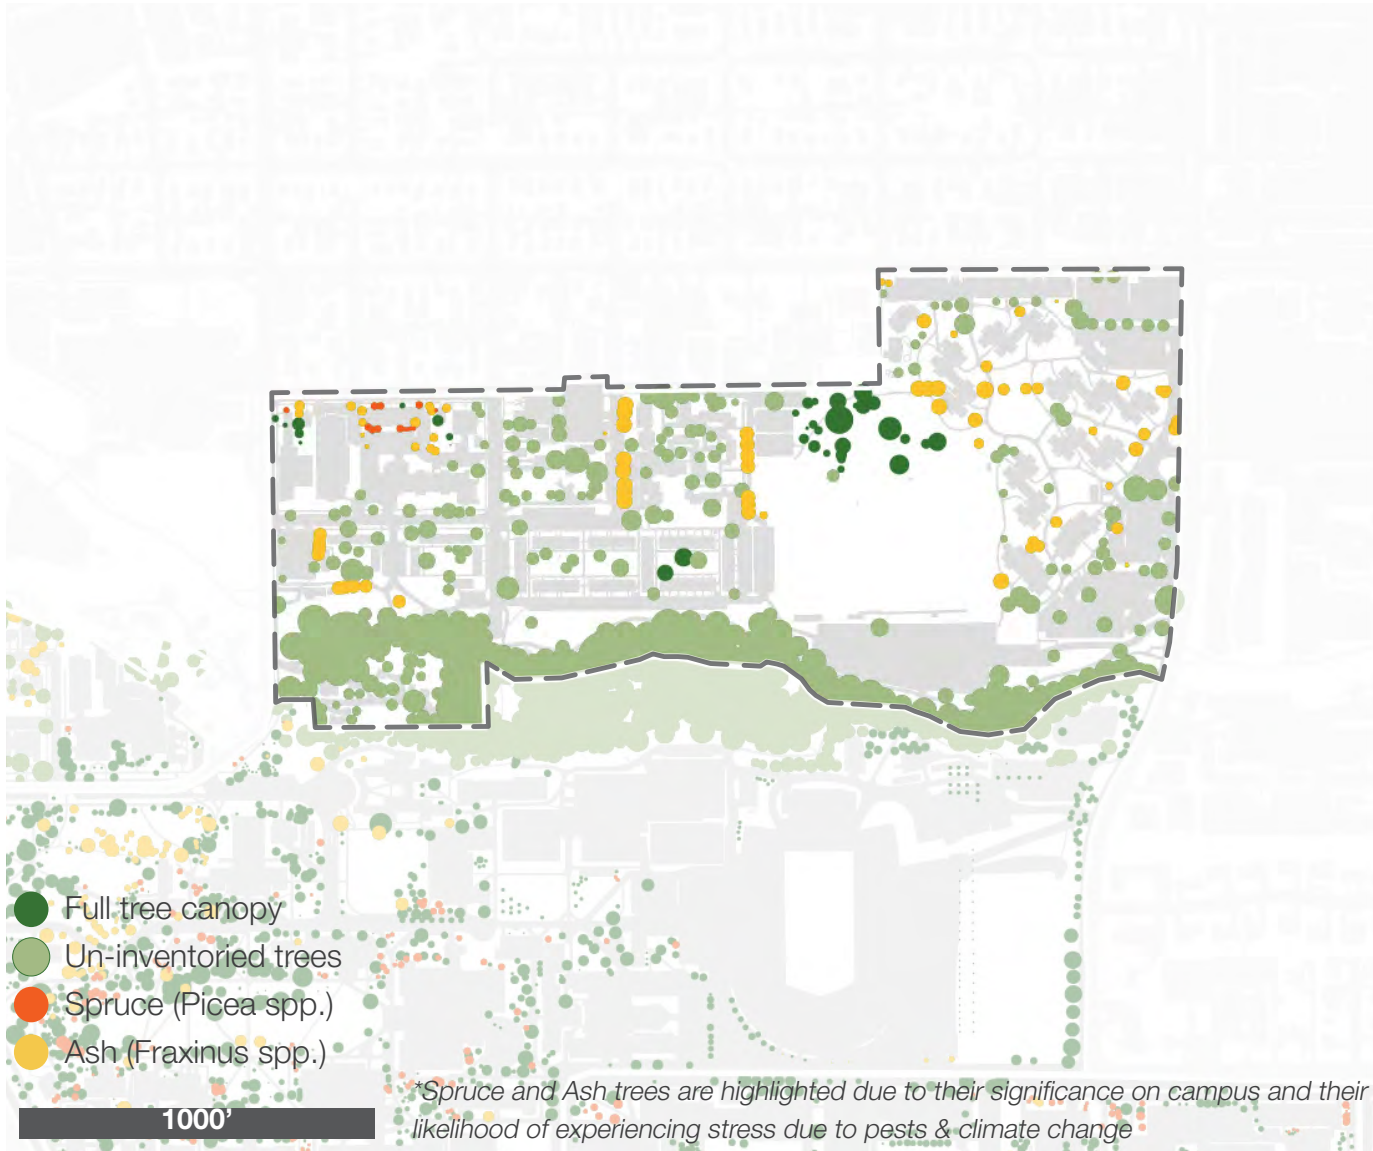 Full tree canopy
Un-inventoried trees
Spruce (Picea spp.)
Ash (Fraxinus spp.)
1000’
*Spruce and Ash trees are highlighted due to their significance on campus and their
likelihood of experiencing stress due to pests & climate change